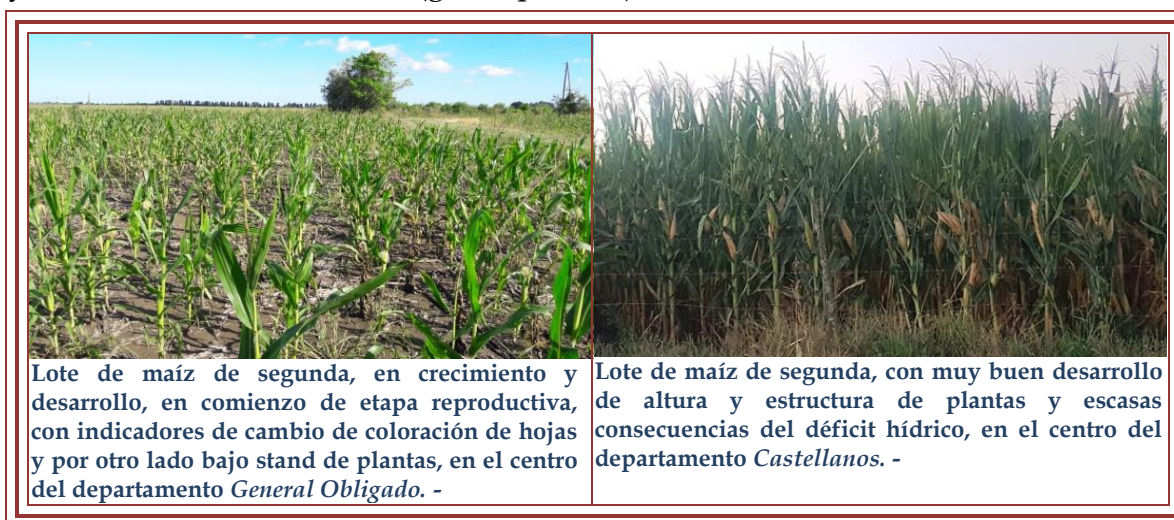 Lote de maíz de segunda, en crecimiento y
desarrollo, en comienzo de etapa reproductiva,
con indicadores de cambio de coloración de hojas
y por otro lado bajo stand de plantas, en el centro
del departamento General Obligado. -
Lote de maíz de segunda, con muy buen desarrollo
de altura y estructura de plantas y escasas
consecuencias del déficit hídrico, en el centro del
departamento Castellanos. -